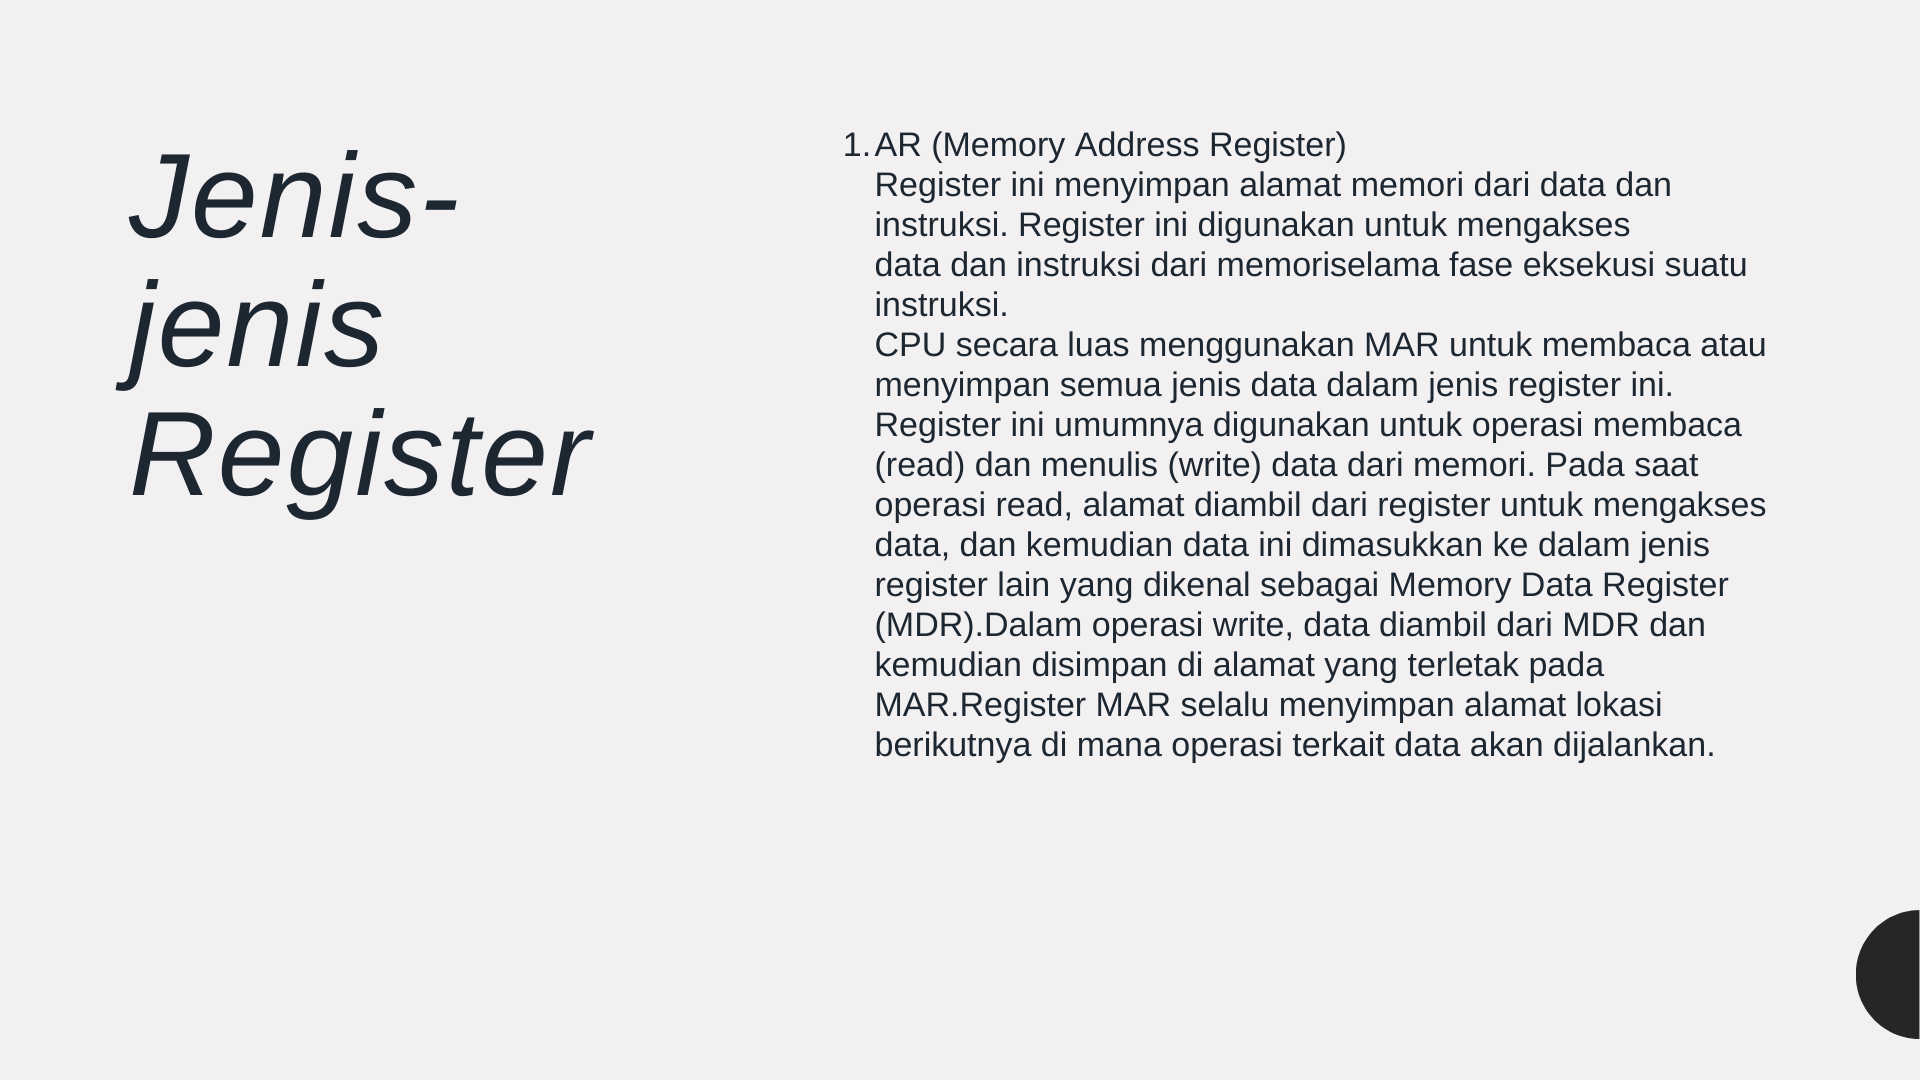 Jenis-
jenis
Register
1. AR (Memory Address Register)
Register ini menyimpan alamat memori dari data dan
instruksi. Register ini digunakan untuk mengakses
data dan instruksi dari memoriselama fase eksekusi suatu
instruksi.
CPU secara luas menggunakan MAR untuk membaca atau
menyimpan semua jenis data dalam jenis register ini.
Register ini umumnya digunakan untuk operasi membaca
(read) dan menulis (write) data dari memori. Pada saat
operasi read, alamat diambil dari register untuk mengakses
data, dan kemudian data ini dimasukkan ke dalam jenis
register lain yang dikenal sebagai Memory Data Register
(MDR).Dalam operasi write, data diambil dari MDR dan
kemudian disimpan di alamat yang terletak pada
MAR.Register MAR selalu menyimpan alamat lokasi
berikutnya di mana operasi terkait data akan dijalankan.